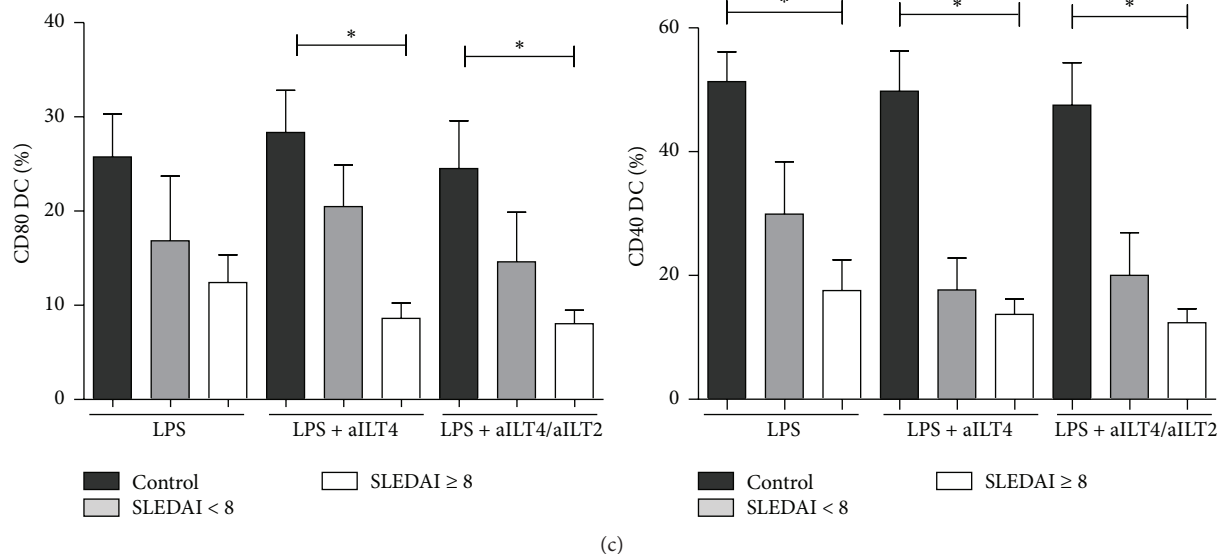 40
30
20
10
0
CD80 DC (%)
*
*
LPS
LPS + aILT4
LPS + aILT4/aILT2
Control
SLEDAI < 8
SLEDAI ≥ 8
60
40
20
0
CD40 DC (%)
*
*
*
LPS
LPS + aILT4
LPS + aILT4/aILT2
Control
SLEDAI < 8
SLEDAI ≥ 8
(c)